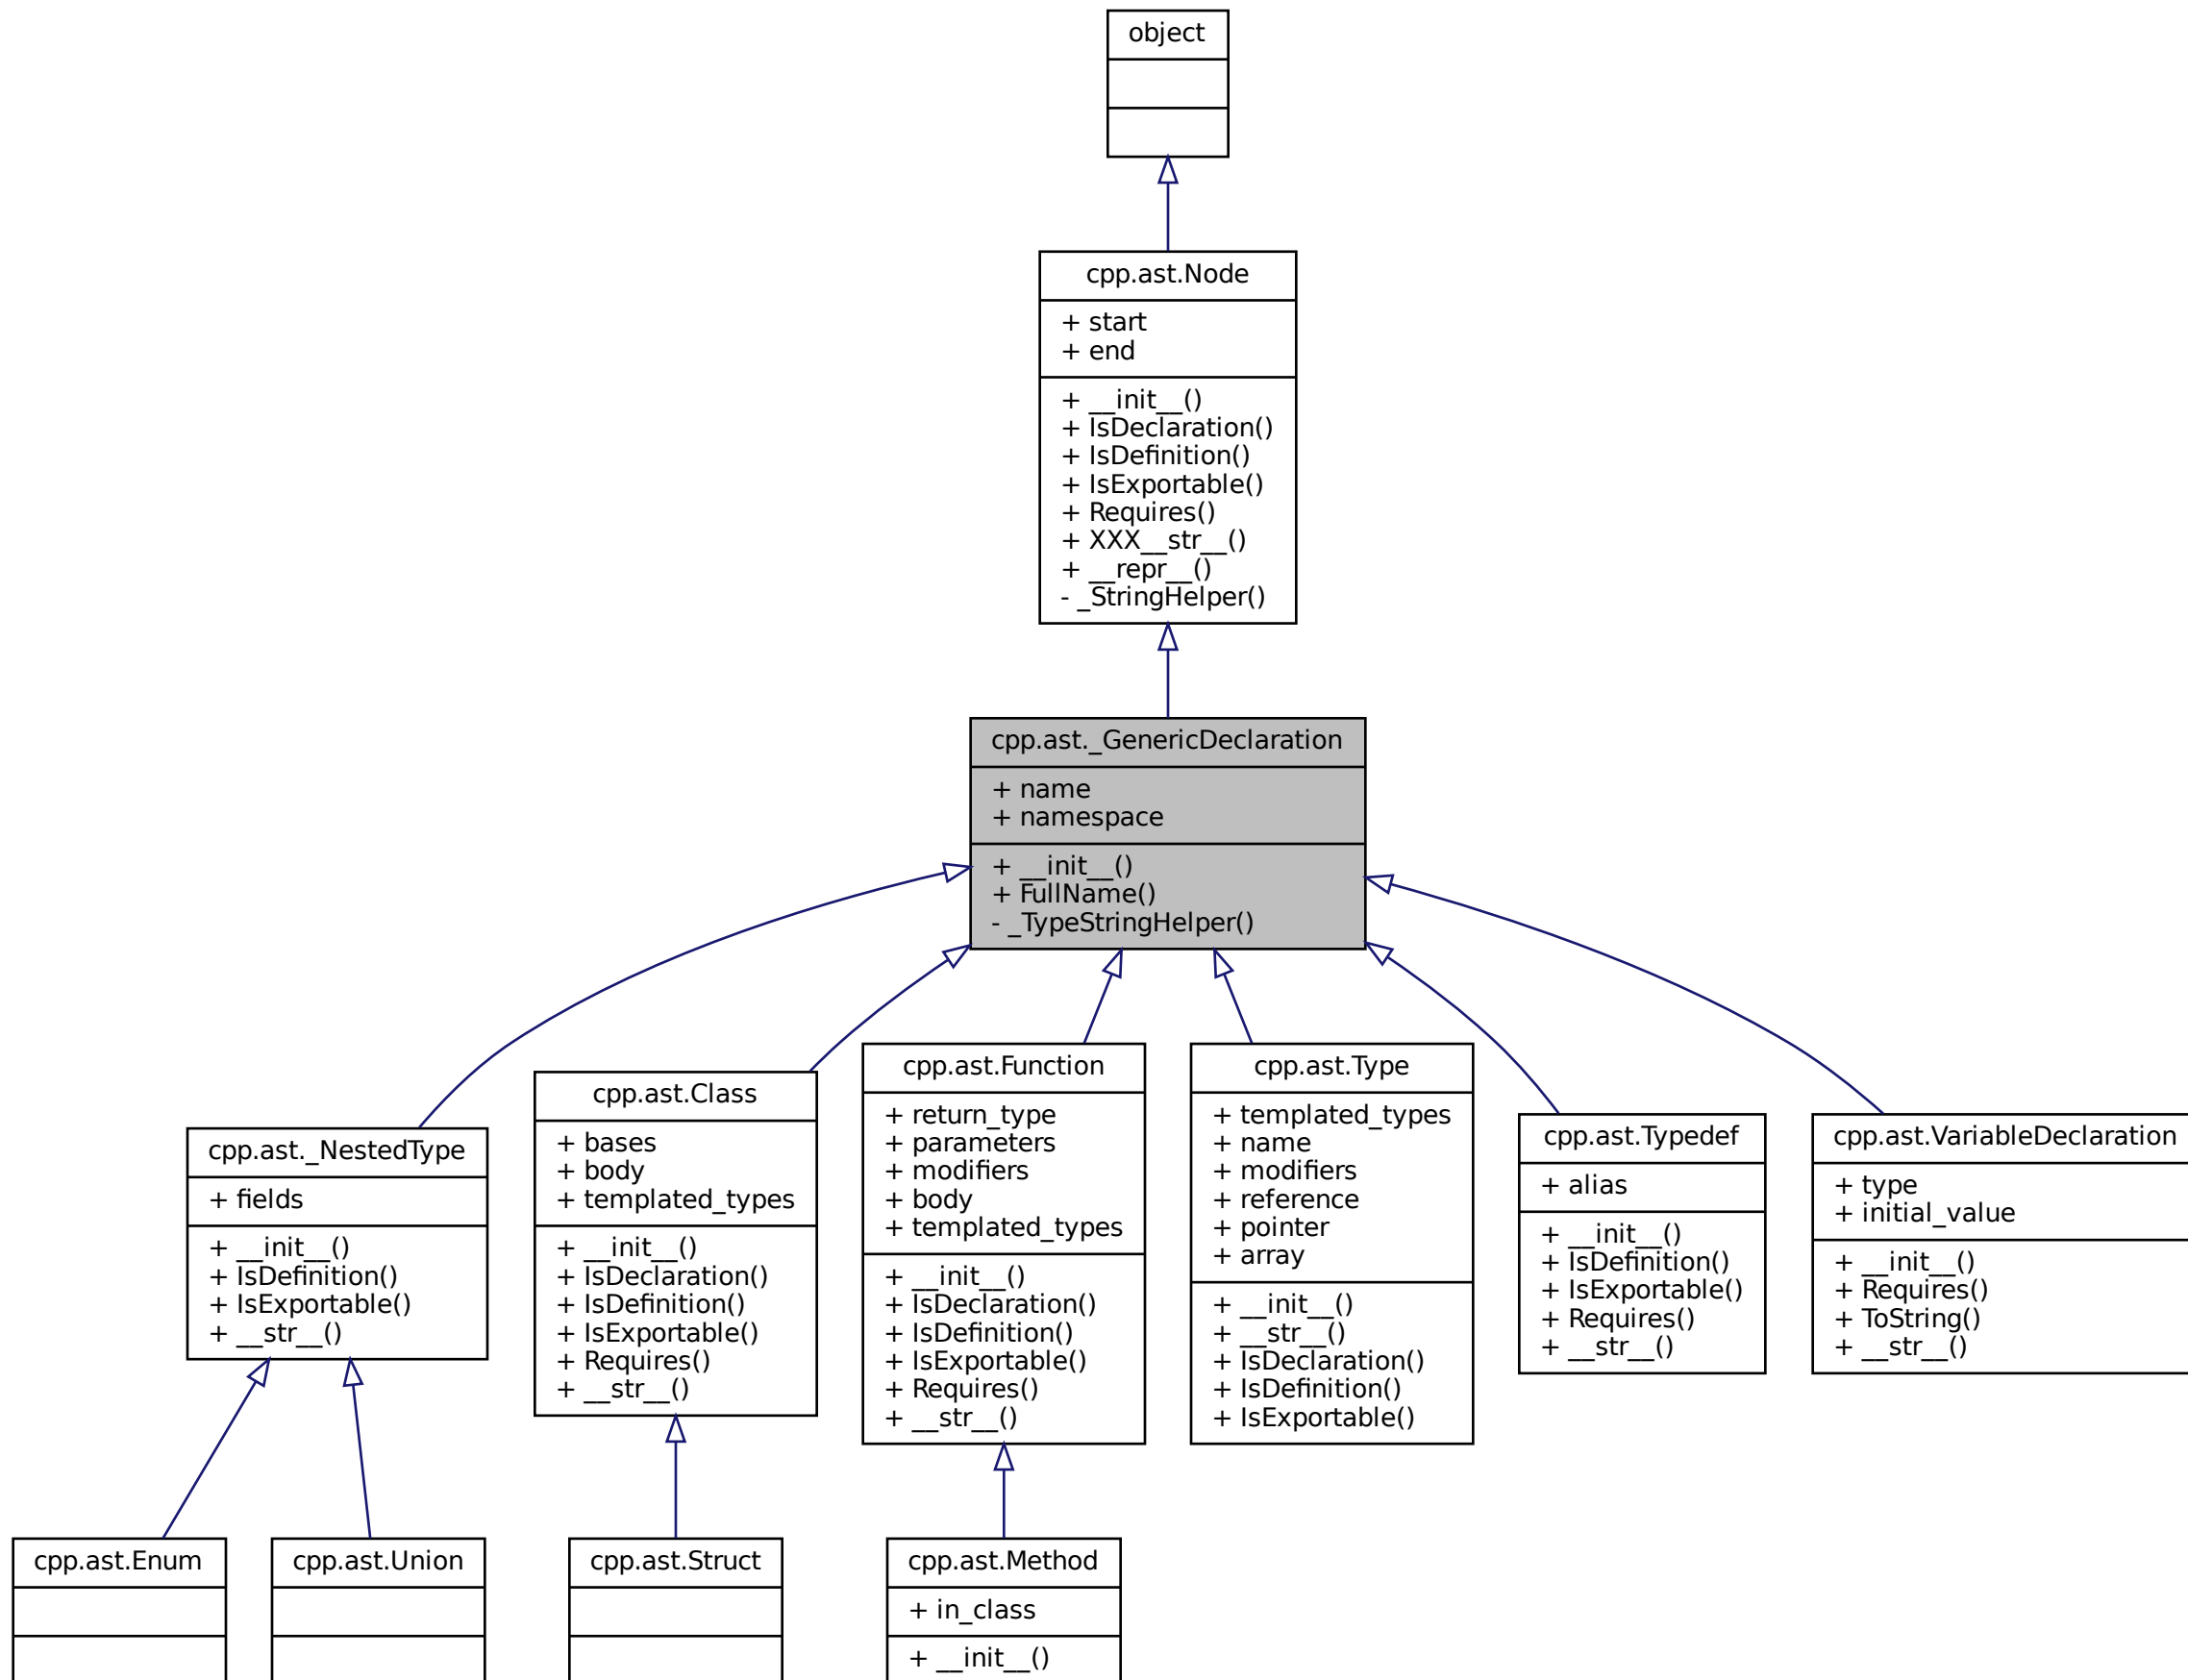 object
cpp.ast.Node
+ start
+ end
+ __init__()
+ IsDeclaration()
+ IsDefinition()
+ IsExportable()
+ Requires()
+ XXX__str__()
+ __repr__()
- _StringHelper()
cpp.ast._GenericDeclaration
+ name
+ namespace
+ __init__()
+ FullName()
- _TypeStringHelper()
cpp.ast._NestedType
+ fields
+ __init__()
+ IsDefinition()
+ IsExportable()
+ __str__()
cpp.ast.Class
+ bases
+ body
+ templated_types
+ __init__()
+ IsDeclaration()
+ IsDefinition()
+ IsExportable()
+ Requires()
+ __str__()
cpp.ast.Function
+ return_type
+ parameters
+ modifiers
+ body
+ templated_types
+ __init__()
+ IsDeclaration()
+ IsDefinition()
+ IsExportable()
+ Requires()
+ __str__()
cpp.ast.Type
+ templated_types
+ name
+ modifiers
+ reference
+ pointer
+ array
+ __init__()
+ __str__()
+ IsDeclaration()
+ IsDefinition()
+ IsExportable()
cpp.ast.Typedef
+ alias
+ __init__()
+ IsDefinition()
+ IsExportable()
+ Requires()
+ __str__()
cpp.ast.VariableDeclaration
+ type
+ initial_value
+ __init__()
+ Requires()
+ ToString()
+ __str__()
cpp.ast.Enum
cpp.ast.Union
cpp.ast.Struct
cpp.ast.Method
+ in_class
+ __init__()